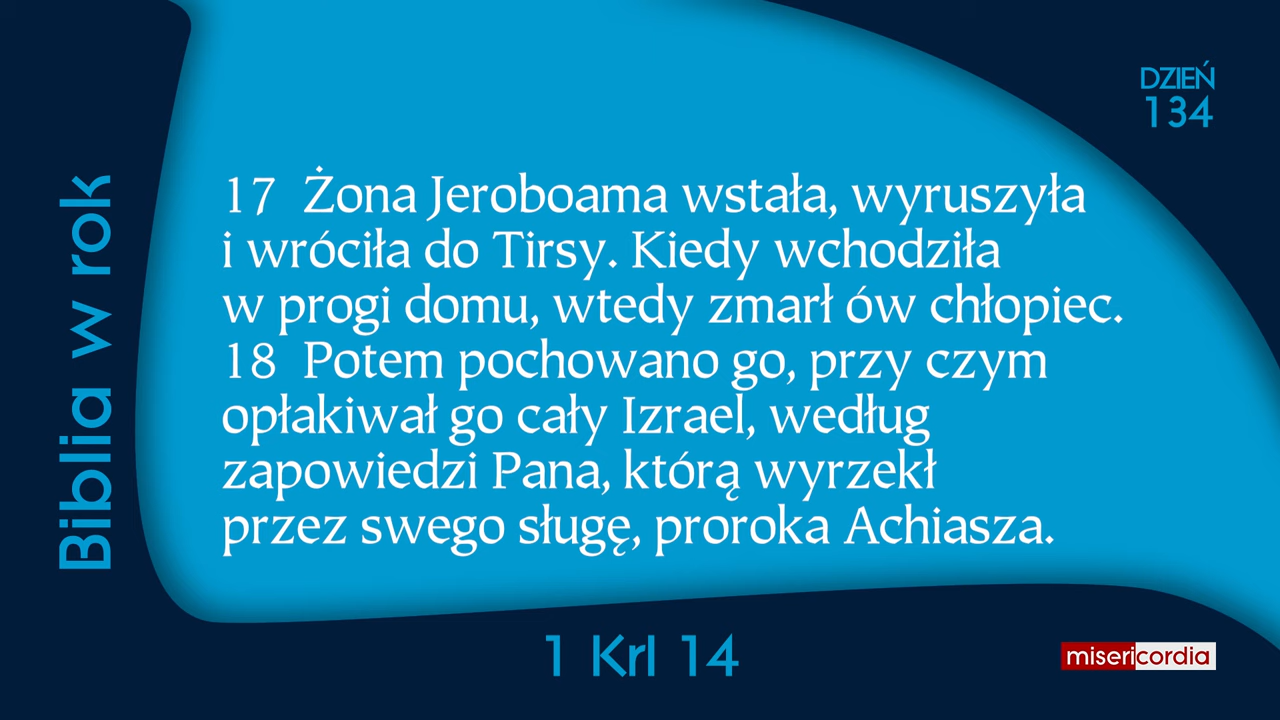 DZIEŃ
134
Biblia w rok
17 Żona Jeroboama wstała, wyruszyła
i wróciła do Tirsy. Kiedy wchodziła
w progi domu, wtedy zmarł ów chłopiec.
18 Potem pochowano go, przy czym
opłakiwał go cały Izrael, według
zapowiedzi Pana, którą wyrzekł
przez swego sługę, proroka Achiasza.
1 Krl 14
misericordia